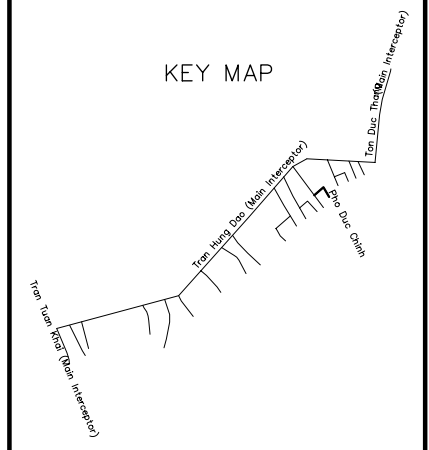 KEY MAP
Ton Duc Thang (Main Interceptor)
Tran Hung Dao (Main Interceptor)
Pho Duc Chinh
Tran Tuan Khai (Main Interceptor)